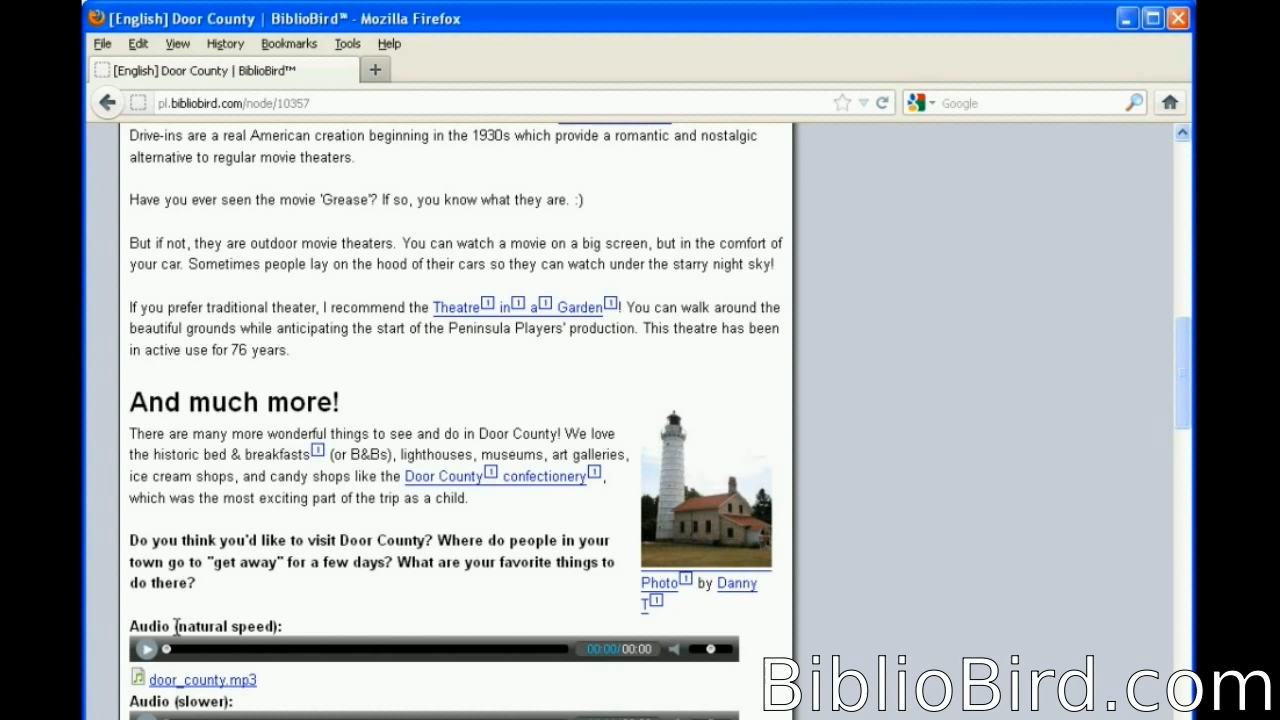 [English] Door County | BiblioBird™ - Mozilla Firefox
File Edit View History Bookmarks Tools Help
[English] Door County | BiblioBird™
pl.bibliobird.com/node/10357
Google
Drive-ins are a real American creation beginning in the 1930s which provide a romantic and nostalgic
alternative to regular movie theaters.
Have you ever seen the movie 'Grease'? If so, you know what they are. :)
But if not, they are outdoor movie theaters. You can watch a movie on a big screen, but in the comfort of
your car. Sometimes people lay on the hood of their cars so they can watch under the starry night sky!
If you prefer traditional theater, I recommend the Theatre in a Garden! You can walk around the
beautiful grounds while anticipating the start of the Peninsula Players' production. This theatre has been
in active use for 76 years.
And much more!
There are many more wonderful things to see and do in Door County! We love
the historic bed & breakfasts (or B&Bs), lighthouses, museums, art galleries,
ice cream shops, and candy shops like the Door County confectionery,
which was the most exciting part of the trip as a child.
Do you think you'd like to visit Door County? Where do people in your
town go to "get away" for a few days? What are your favorite things to
do there?
Photo by Danny
T
Audio (natural speed):
00:00/00:00
door_county.mp3
Audio (slower):
BiblioBird.com